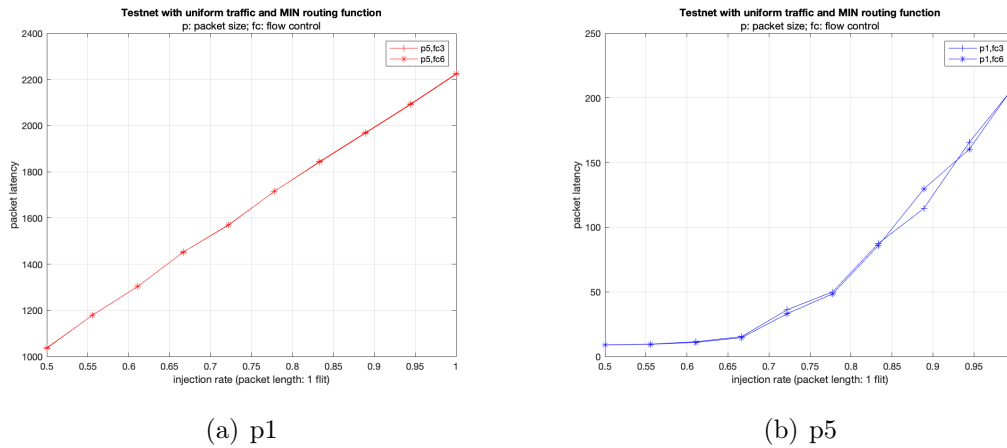 Testnet with uniform traffic and MIN routing function
p: packet size; fc: flow control
2400
2200
2000
1800
1600
1400
1200
1000
packet latency
p5,fc3
p5,fc6
0.5 0.55 0.6 0.65 0.7 0.75 0.8 0.85 0.9 0.95 1
injection rate (packet length: 1 flit)
(a) p1
Testnet with uniform traffic and MIN routing function
p: packet size; fc: flow control
250
200
150
100
50
0
packet latency
p1,fc3
p1,fc6
0.5 0.55 0.6 0.65 0.7 0.75 0.8 0.85 0.9 0.95
injection rate (packet length: 1 flit)
(b) p5